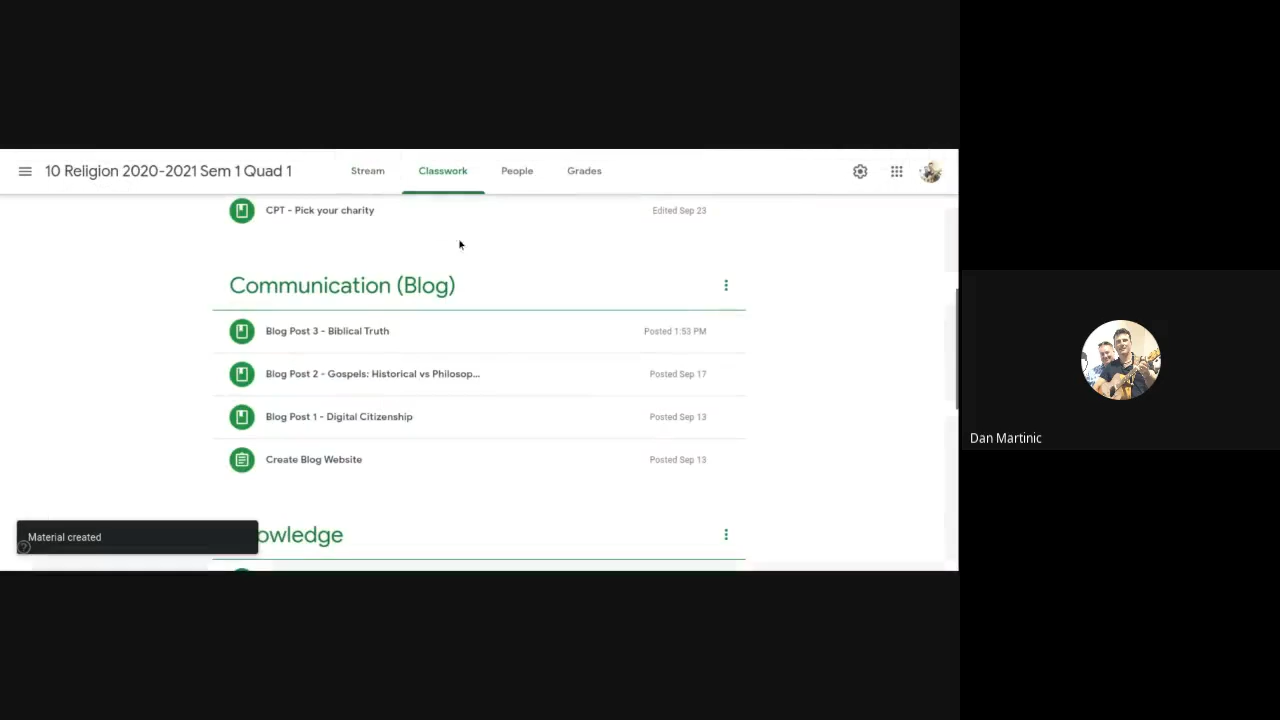 10 Religion 2020-2021 Sem 1 Quad 1 Stream Classwork People Grades
CPT - Pick your charity Edited Sep 23
Communication (Blog)
Blog Post 3 - Biblical Truth Posted 1:53 PM
Blog Post 2 - Gospels: Historical vs Philosop... Posted Sep 17
Blog Post 1 - Digital Citizenship Posted Sep 13
Dan Martinic
Create Blog Website Posted Sep 13
owledge
Material created